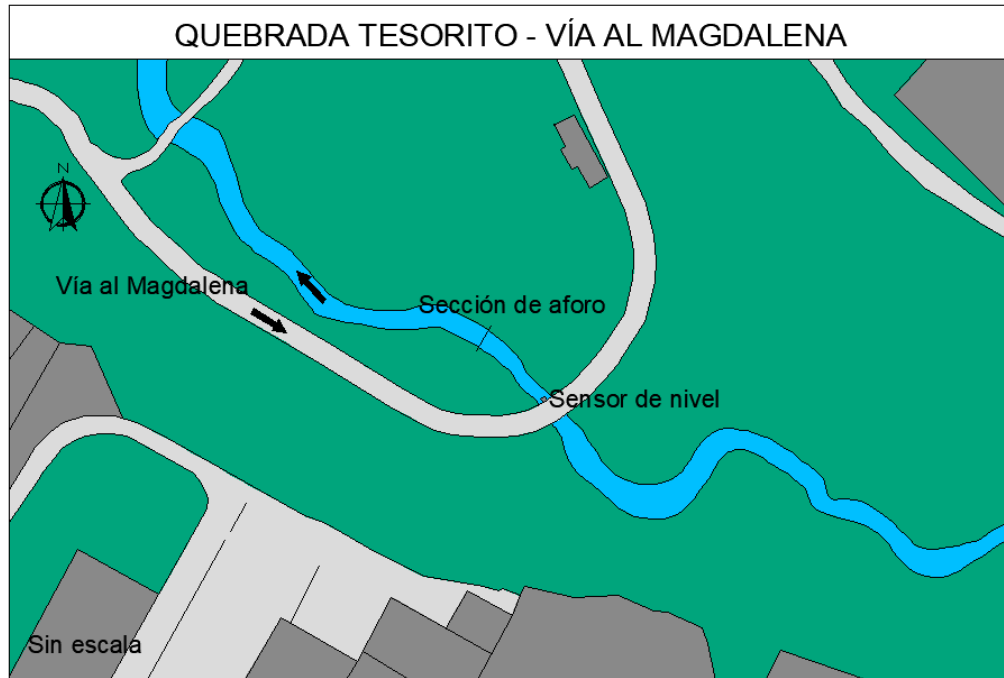 QUEBRADA TESORITO - VÍA AL MAGDALENA
N
Vía al Magdalena
Sección de aforo
Sensor de nivel
Sin escala